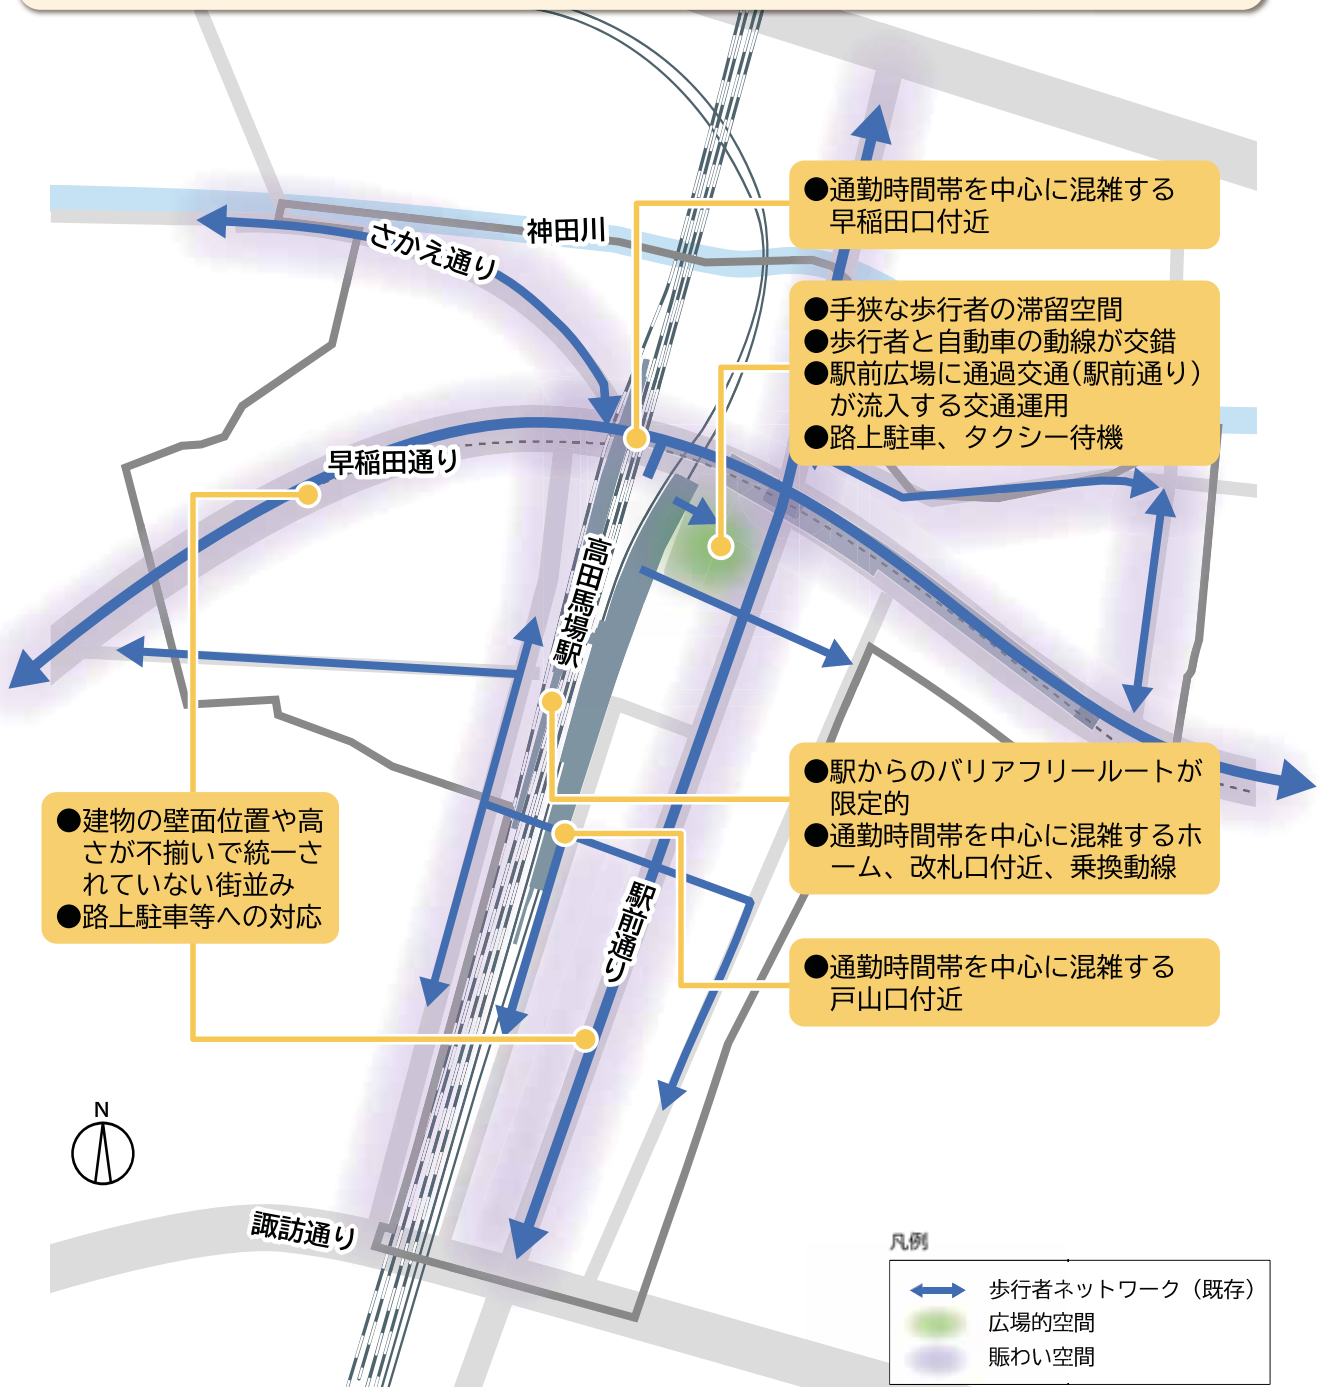 ●通勤時間帯を中心に混雑する
早稲田口付近
神田川
さかえ通り
●手狭な歩行者の滞留空間
●歩行者と自動車の動線が交錯
●駅前広場に通過交通(駅前通り)
が流入する交通運用
●路上駐車、タクシー待機
早稲田通り
高田馬場駅
●駅からのバリアフリールートが
限定的
●通勤時間帯を中心に混雑するホ
ーム、改札口付近、乗換動線
●建物の壁面位置や高
さが不揃いで統一さ
れていない街並み
●路上駐車等への対応
駅前通り
●通勤時間帯を中心に混雑する
戸山口付近
N
諏訪通り
凡例
歩行者ネットワーク（既存）
広場的空間
賑わい空間